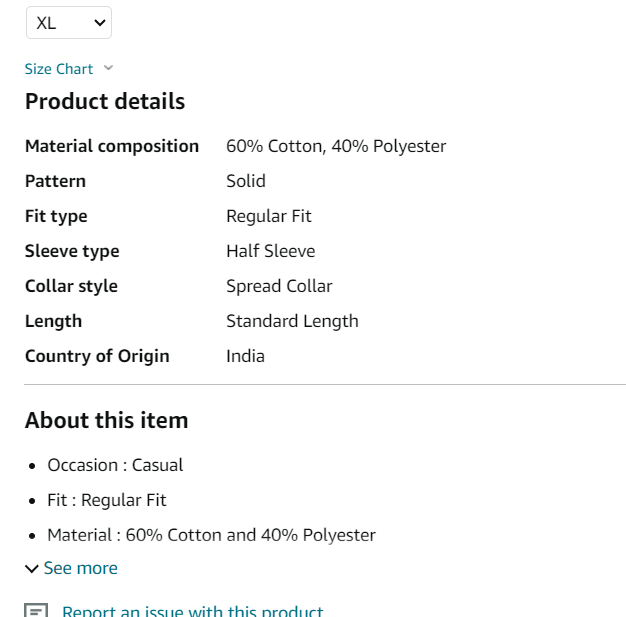 XL
Size Chart
Product details
Material composition 60% Cotton, 40% Polyester
Pattern Solid
Fit type Regular Fit
Sleeve type Half Sleeve
Collar style Spread Collar
Length Standard Length
Country of Origin India
About this item
• Occasion : Casual
• Fit : Regular Fit
• Material : 60% Cotton and 40% Polyester
See more
Report an issue with this product